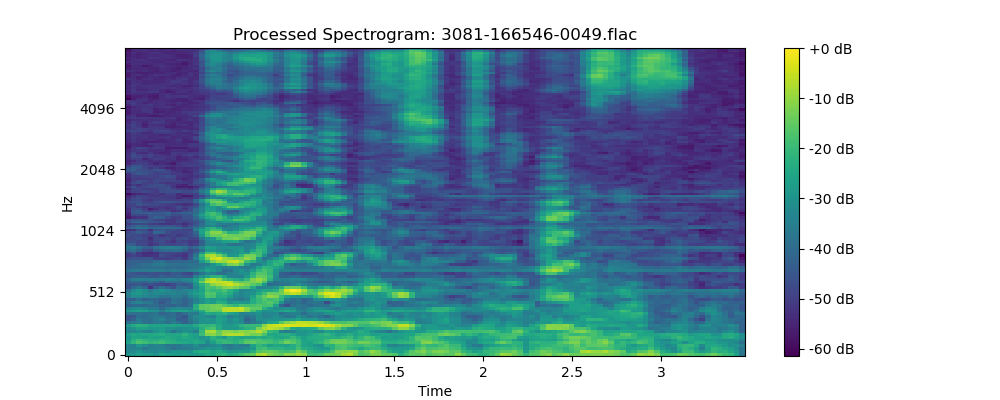 Processed Spectrogram: 3081-166546-0049.flac
+0 dB
-10 dB
-20 dB
-30 dB
-40 dB
-50 dB
-60 dB
4096
2048
1024
512
0
Hz
0 0.5 1 1.5 2 2.5 3
Time